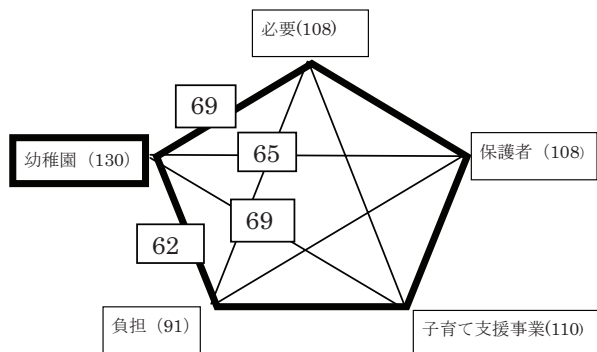 必要(108)
69
幼稚園（130）
65
保護者（108）
69
62
負担（91）
子育て支援事業(110)